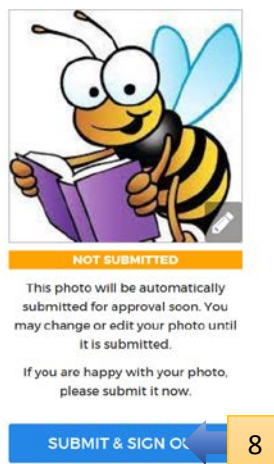 NOT SUBMITTED
This photo will be automatically
submitted for approval soon. You
may change or edit your photo until
it is submitted.
If you are happy with your photo,
please submit it now.
SUBMIT & SIGN
8